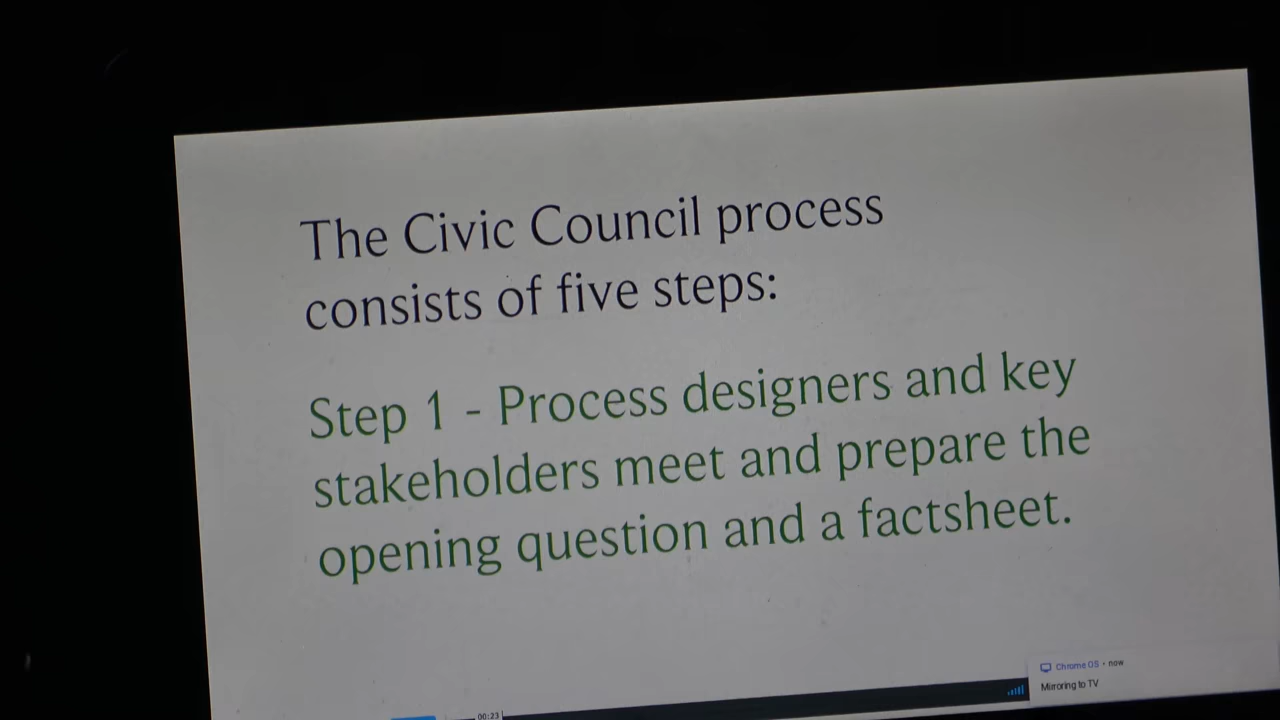 The Civic Council process
consists of five steps:
Step 1 - Process designers and key
stakeholders meet and prepare the
opening question and a factsheet.
Chrome OS • now
Mirroring to TV
00:23